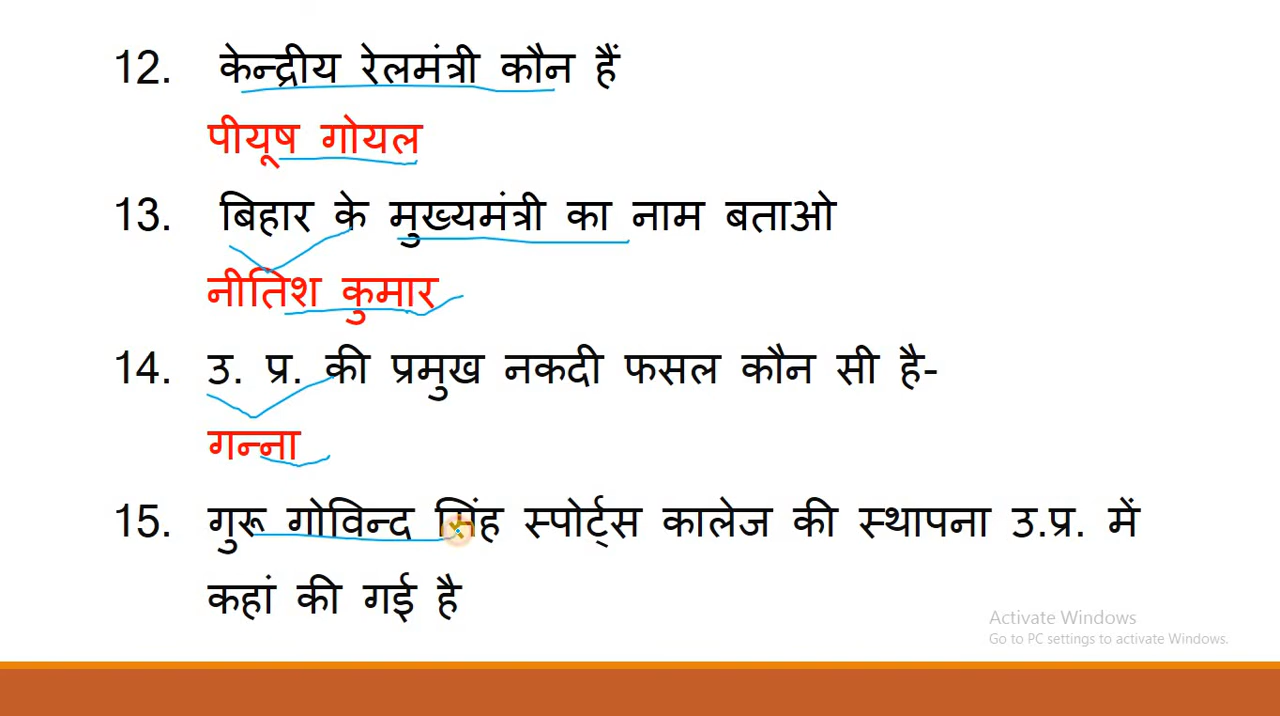 12. केन्द्रीय रेलमंत्री कौन हैं
पीयूष गोयल
13. बिहार के मुख्यमंत्री का नाम बताओ
नीतिश कुमार
14. उ. प्र. की प्रमुख नकदी फसल कौन सी है-
गन्ना
15. गुरू गोविन्द सिंह स्पोर्ट्स कालेज की स्थापना उ.प्र. में
कहां की गई है
Activate Windows
Go to PC settings to activate Windows.